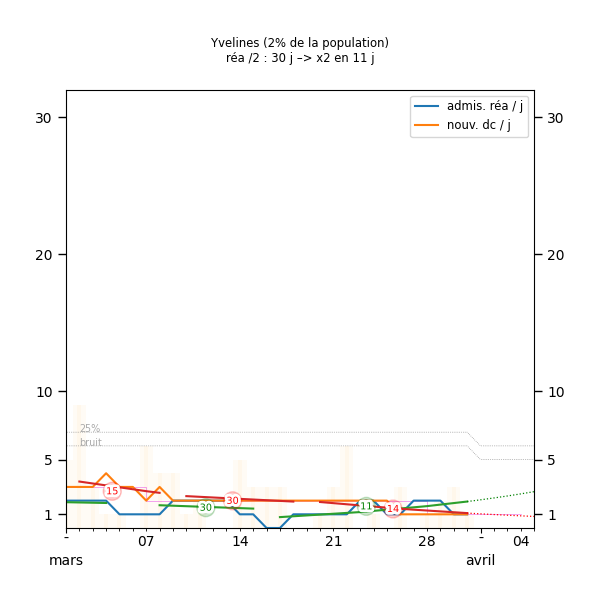 Yvelines (2% de la population)
réa /2 : 30 j –> x2 en 11 j
admis. réa / j
nouv. dc / j
30 30
20 20
10 10
25%
bruit
5 5
15
30
30
11
14
1 1
- 07 14 21 28 - 04
mars avril